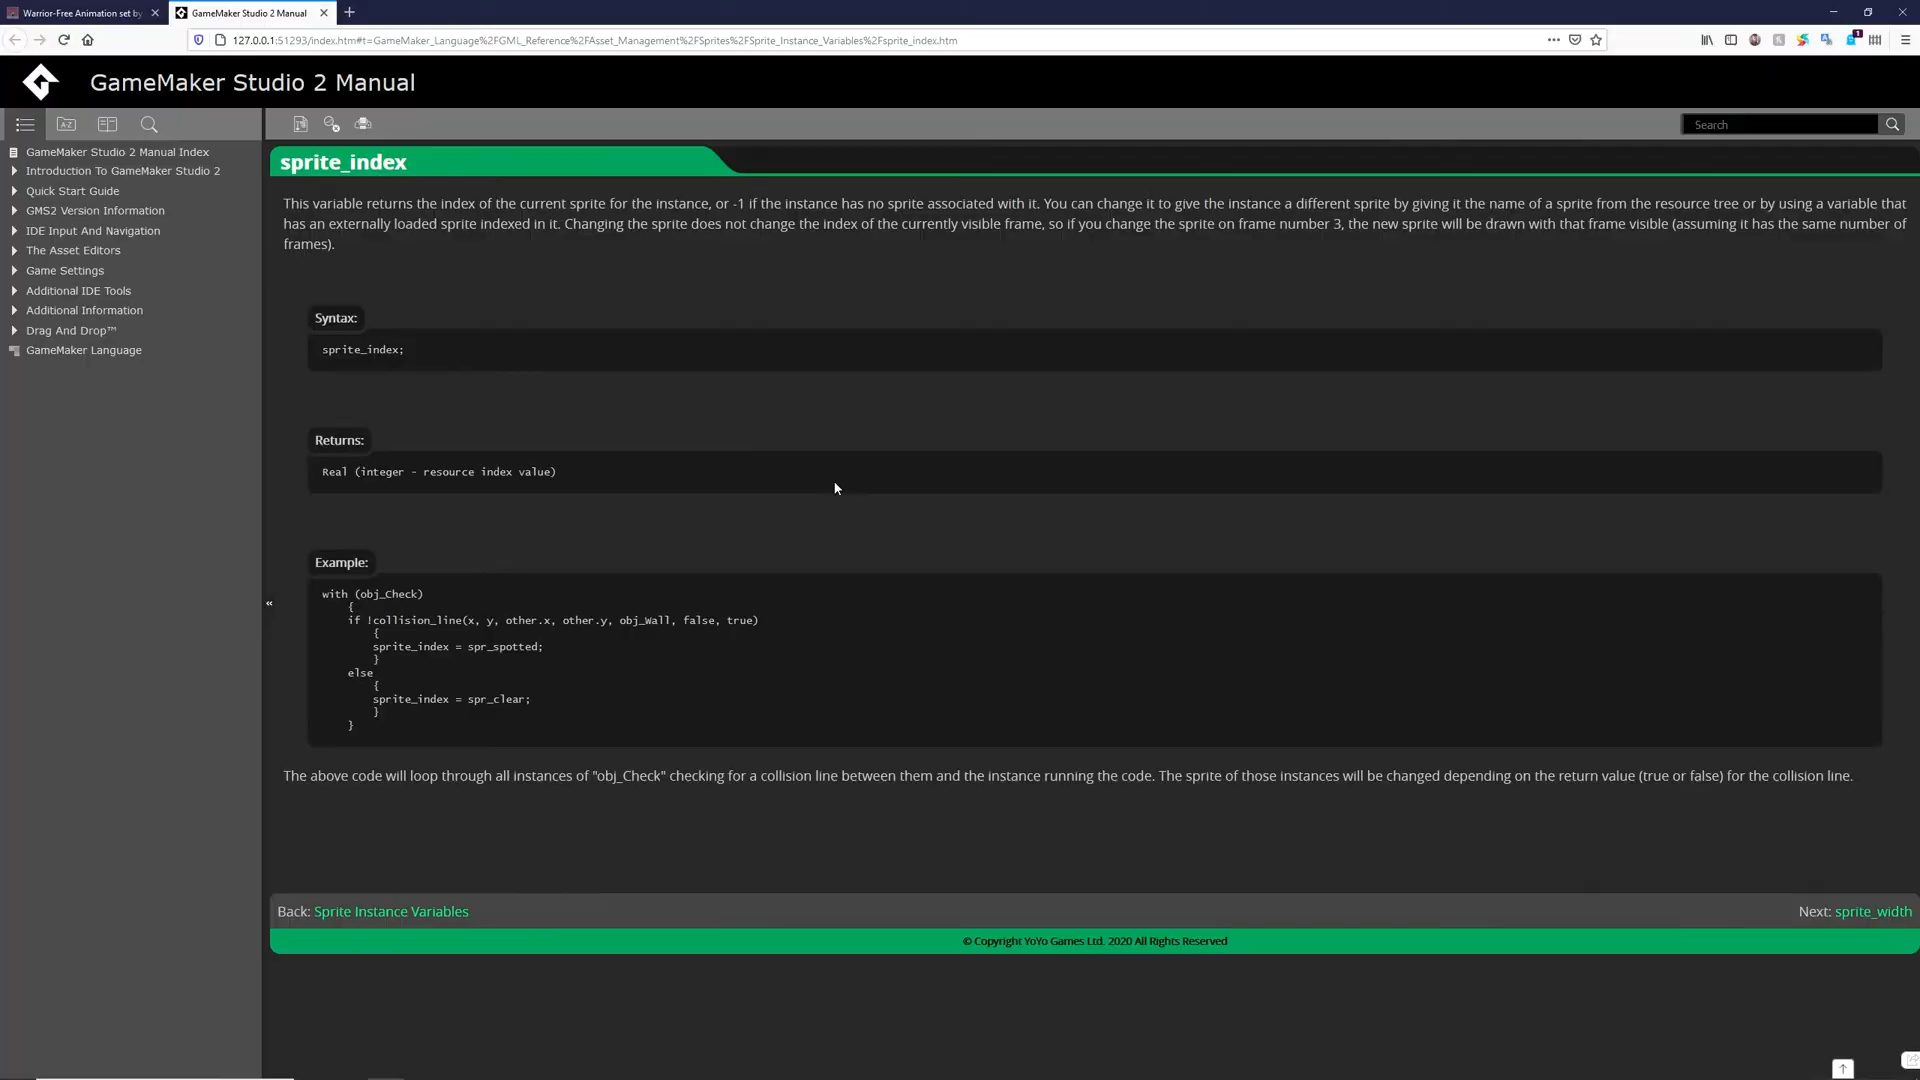 Warrior-Free Animation set by
GameMaker Studio 2 Manual
127.0.0.1:51293/index.htm#t=GameMaker_Language%2FGML_Reference%2FAsset_Management%2FSprites%2FSprite_Instance_Variables%2Fsprite_index.htm
1
GameMaker Studio 2 Manual
A-Z
Search
GameMaker Studio 2 Manual Index
Introduction To GameMaker Studio 2
Quick Start Guide
GMS2 Version Information
IDE Input And Navigation
The Asset Editors
Game Settings
Additional IDE Tools
Additional Information
Drag And Drop™
GameMaker Language
sprite_index
This variable returns the index of the current sprite for the instance, or -1 if the instance has no sprite associated with it. You can change it to give the instance a different sprite by giving it the name of a sprite from the resource tree or by using a variable that
has an externally loaded sprite indexed in it. Changing the sprite does not change the index of the currently visible frame, so if you change the sprite on frame number 3, the new sprite will be drawn with that frame visible (assuming it has the same number of
frames).
Syntax:
sprite_index;
Returns:
Real (integer - resource index value)
Example:
with (obj_Check)
{
if !collision_line(x, y, other.x, other.y, obj_Wall, false, true)
{
sprite_index = spr_spotted;
}
else
{
sprite_index = spr_clear;
}
}
The above code will loop through all instances of "obj_Check" checking for a collision line between them and the instance running the code. The sprite of those instances will be changed depending on the return value (true or false) for the collision line.
Back: Sprite Instance Variables
Next: sprite_width
© Copyright YoYo Games Ltd. 2020 All Rights Reserved